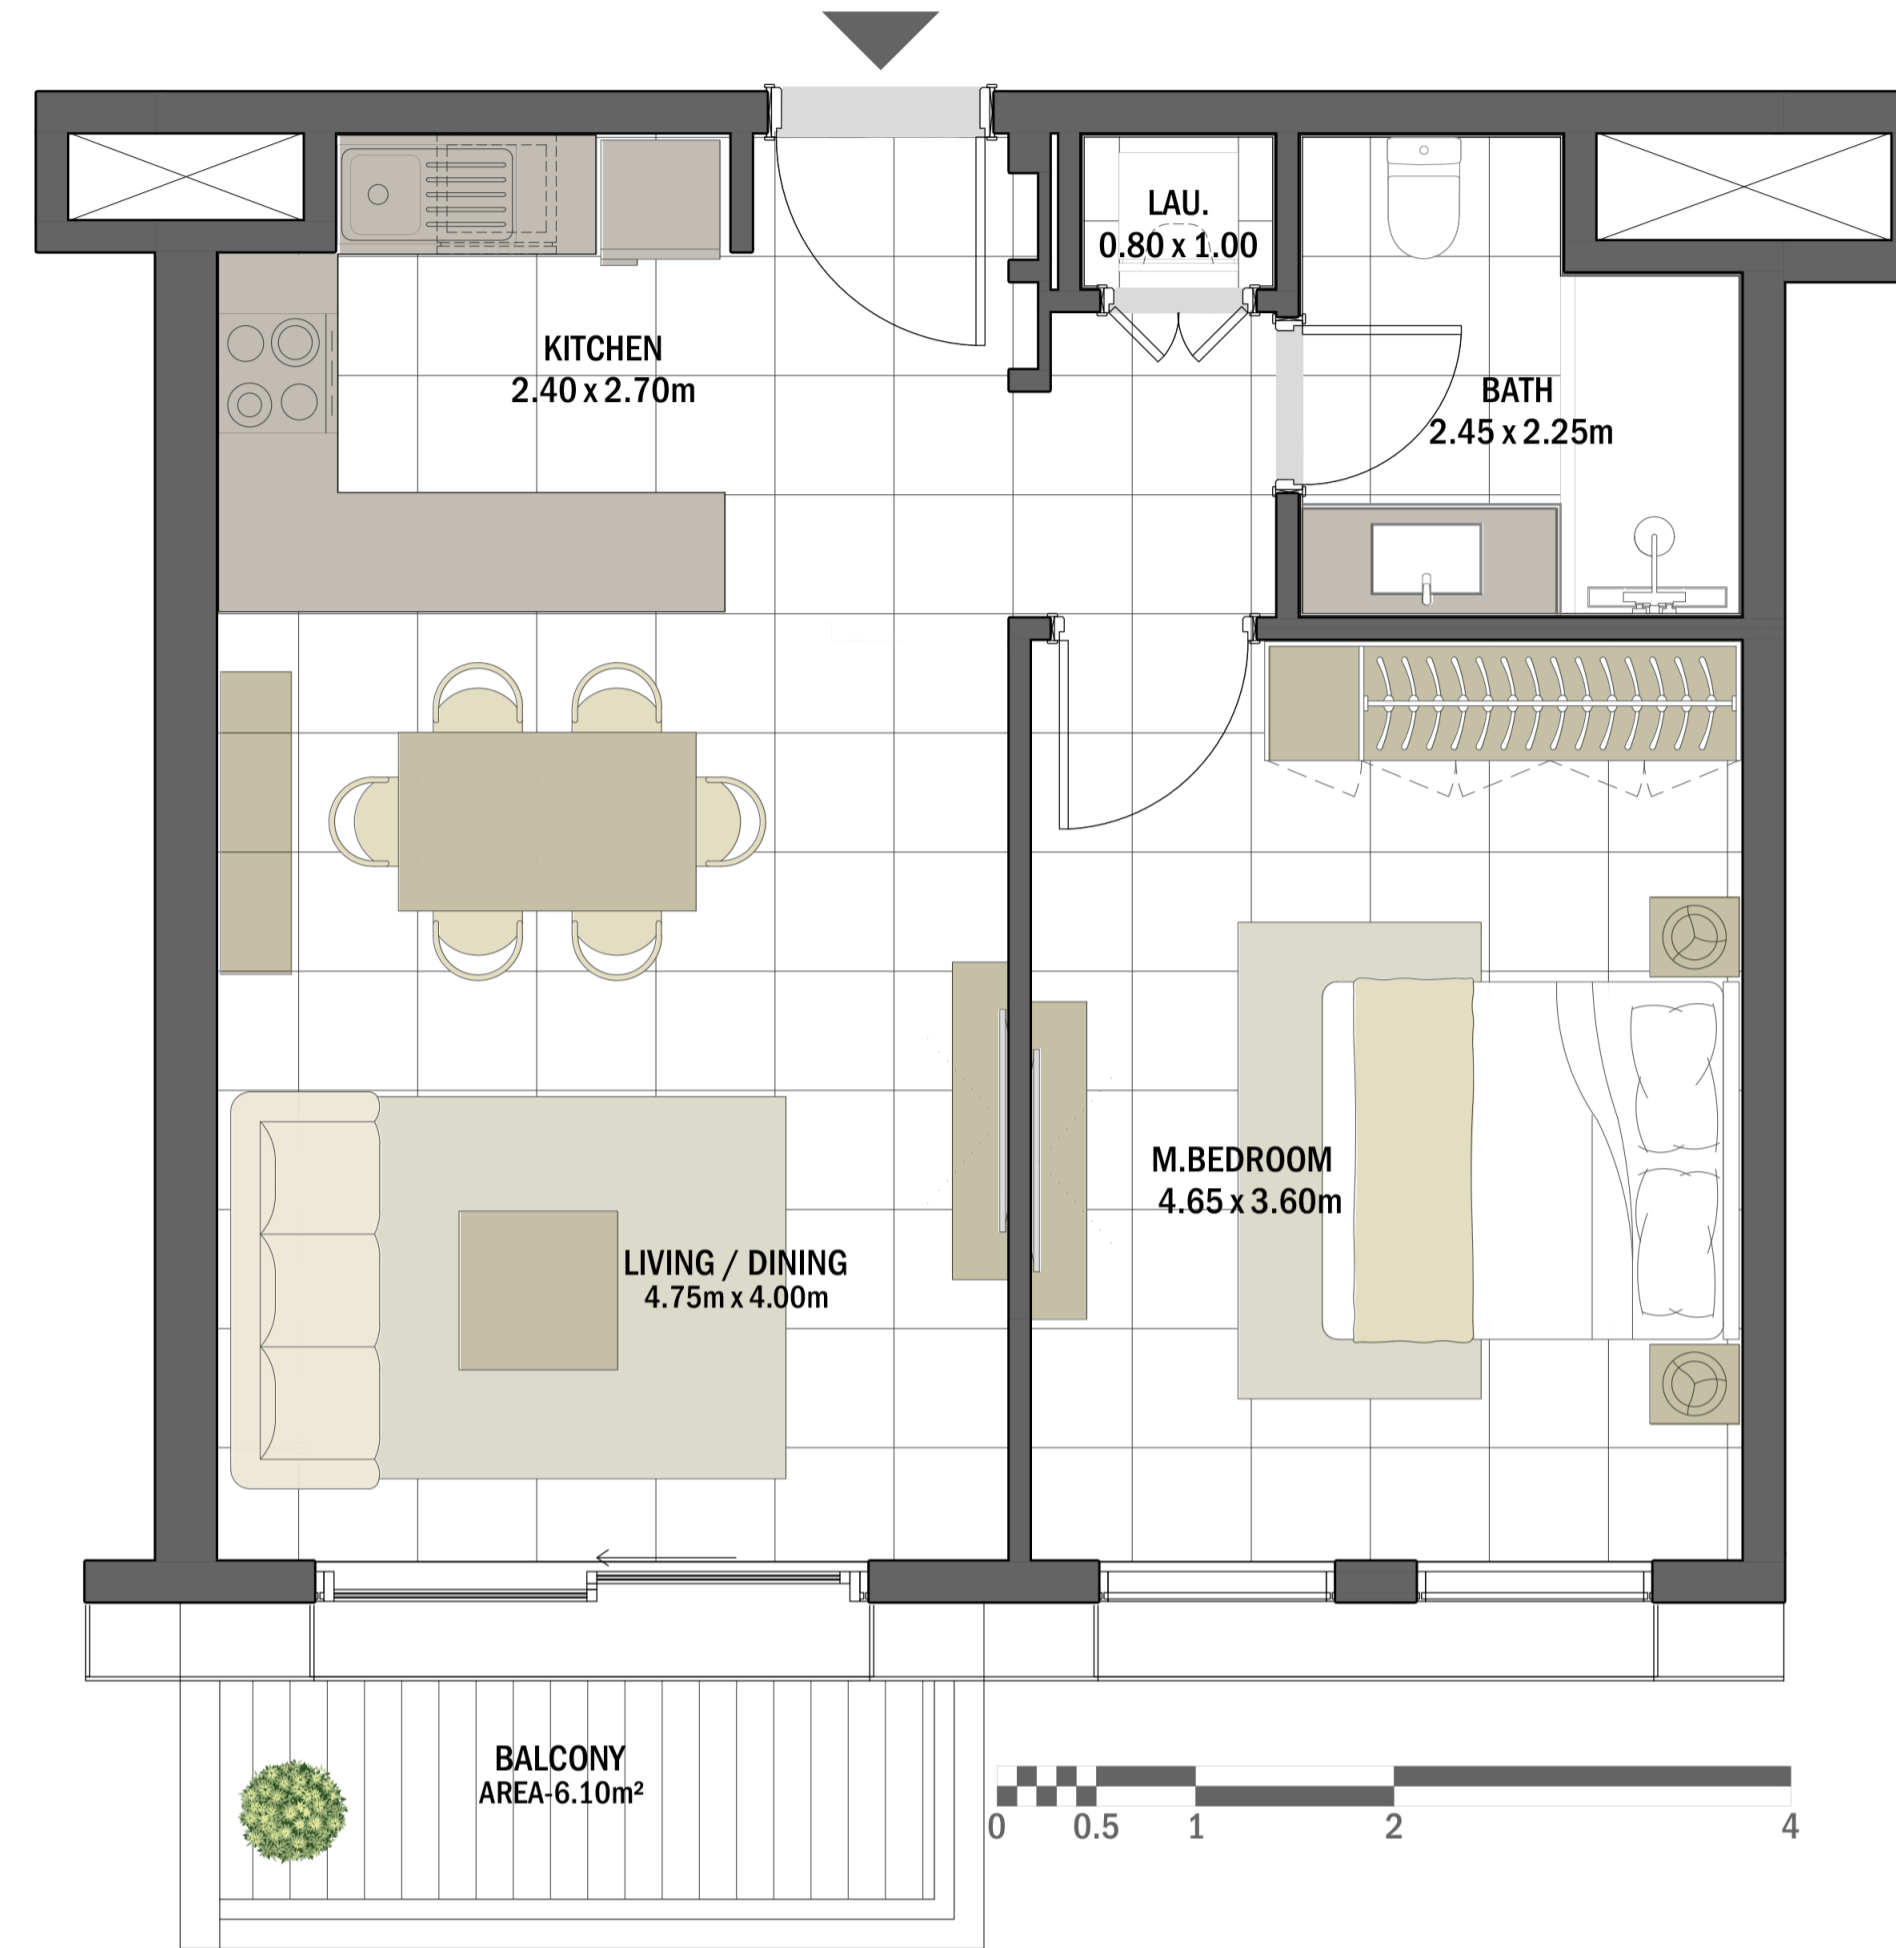 LAU.
0.80 x 1.00
KITCHEN
2.40 x 2.70m
BATH
2.45 x 2.25m
M.BEDROOM
4.65 x 3.60m
LIVING / DINING
4.75m x 4.00m
BALCONY
AREA-6.10m²
0 0.5 1 2 4